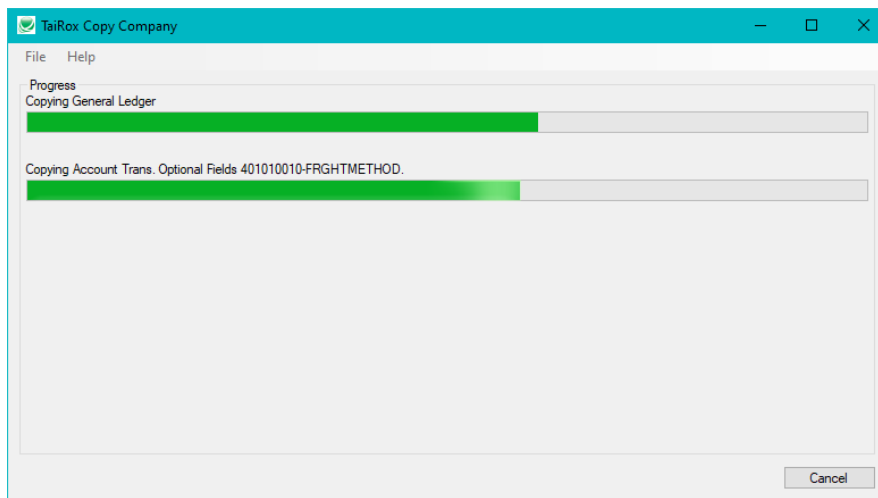 TaiRox Copy Company
File Help
Progress
Copying General Ledger
Copying Account Trans. Optional Fields 401010010-FRGHTMETHOD.
Cancel